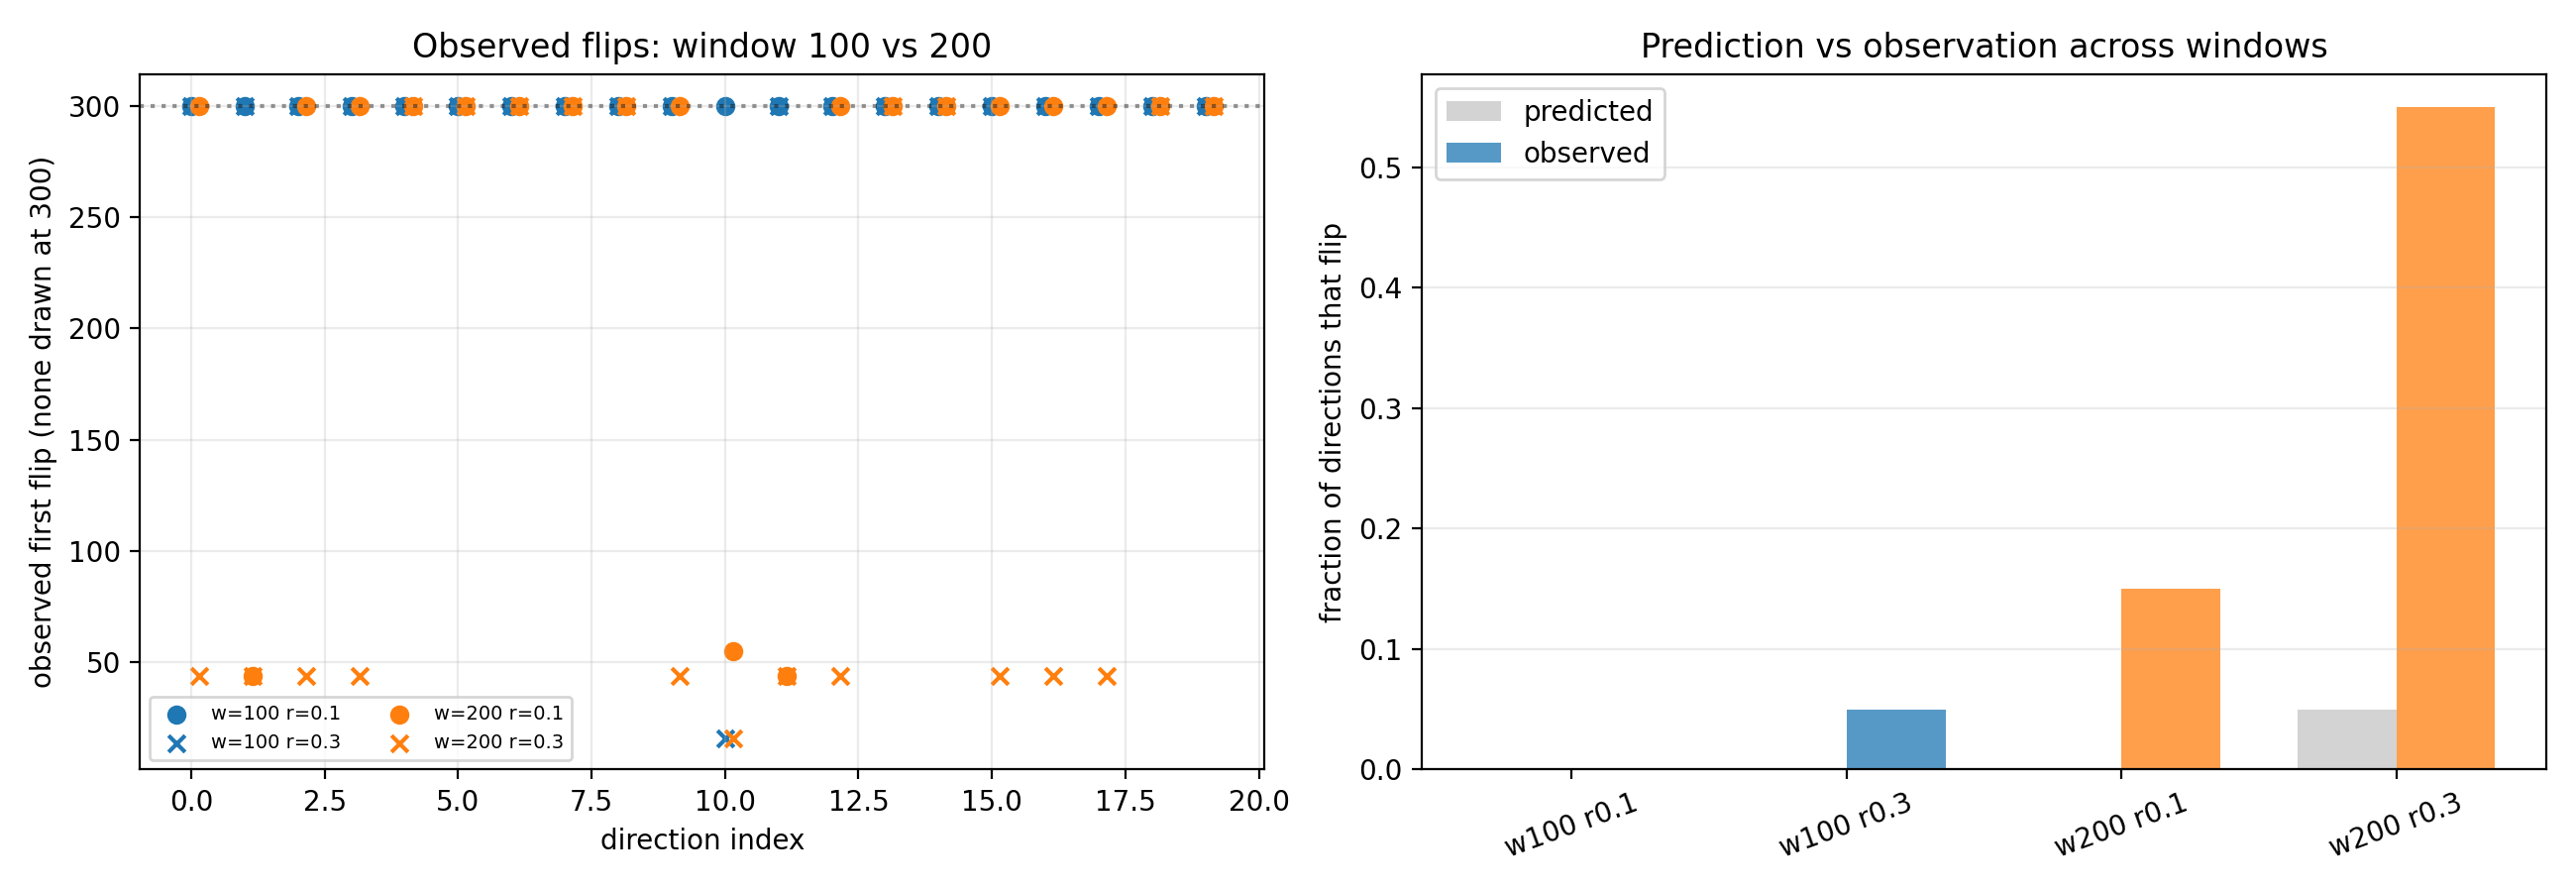 Observed flips: window 100 vs 200
observed first flip (none drawn at 300)
300
250
200
150
100
50
w=100 r=0.1
w=100 r=0.3
w=200 r=0.1
w=200 r=0.3
0.0 2.5 5.0 7.5 10.0 12.5 15.0 17.5 20.0
direction index
Prediction vs observation across windows
fraction of directions that flip
predicted
observed
0.5
0.4
0.3
0.2
0.1
0.0
w100 r0.1 w100 r0.3 w200 r0.1 w200 r0.3